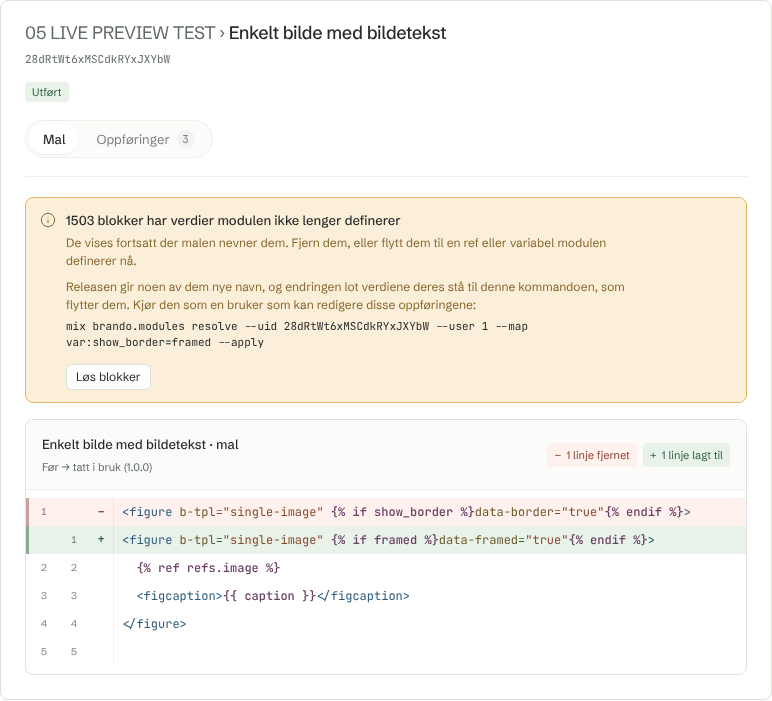 05 LIVE PREVIEW TEST › Enkelt bilde med bildetekst
28dRtWt6xMSCdkRYxJXYbW
Utført
Mal Oppføringer 3
1503 blokker har verdier modulen ikke lenger definerer
De vises fortsatt der malen nevner dem. Fjern dem, eller flytt dem til en ref eller variabel modulen
definerer nå.
Releasen gir noen av dem nye navn, og endringen lot verdiene deres stå til denne kommandoen, som
flytter dem. Kjør den som en bruker som kan redigere disse oppføringene:
mix brando.modules resolve --uid 28dRtWt6xMSCdkRYxJXYbW --user 1 --map
var:show_border=framed --apply
Løs blokker
Enkelt bilde med bildetekst · mal
Før → tatt i bruk (1.0.0)
− 1 linje fjernet + 1 linje lagt til
1 − <figure b-tpl="single-image" {% if show_border %}data-border="true"{% endif %}>
1 + <figure b-tpl="single-image" {% if framed %}data-framed="true"{% endif %}>
2 2 {% ref refs.image %}
3 3 <figcaption>{{ caption }}</figcaption>
4 4 </figure>
5 5